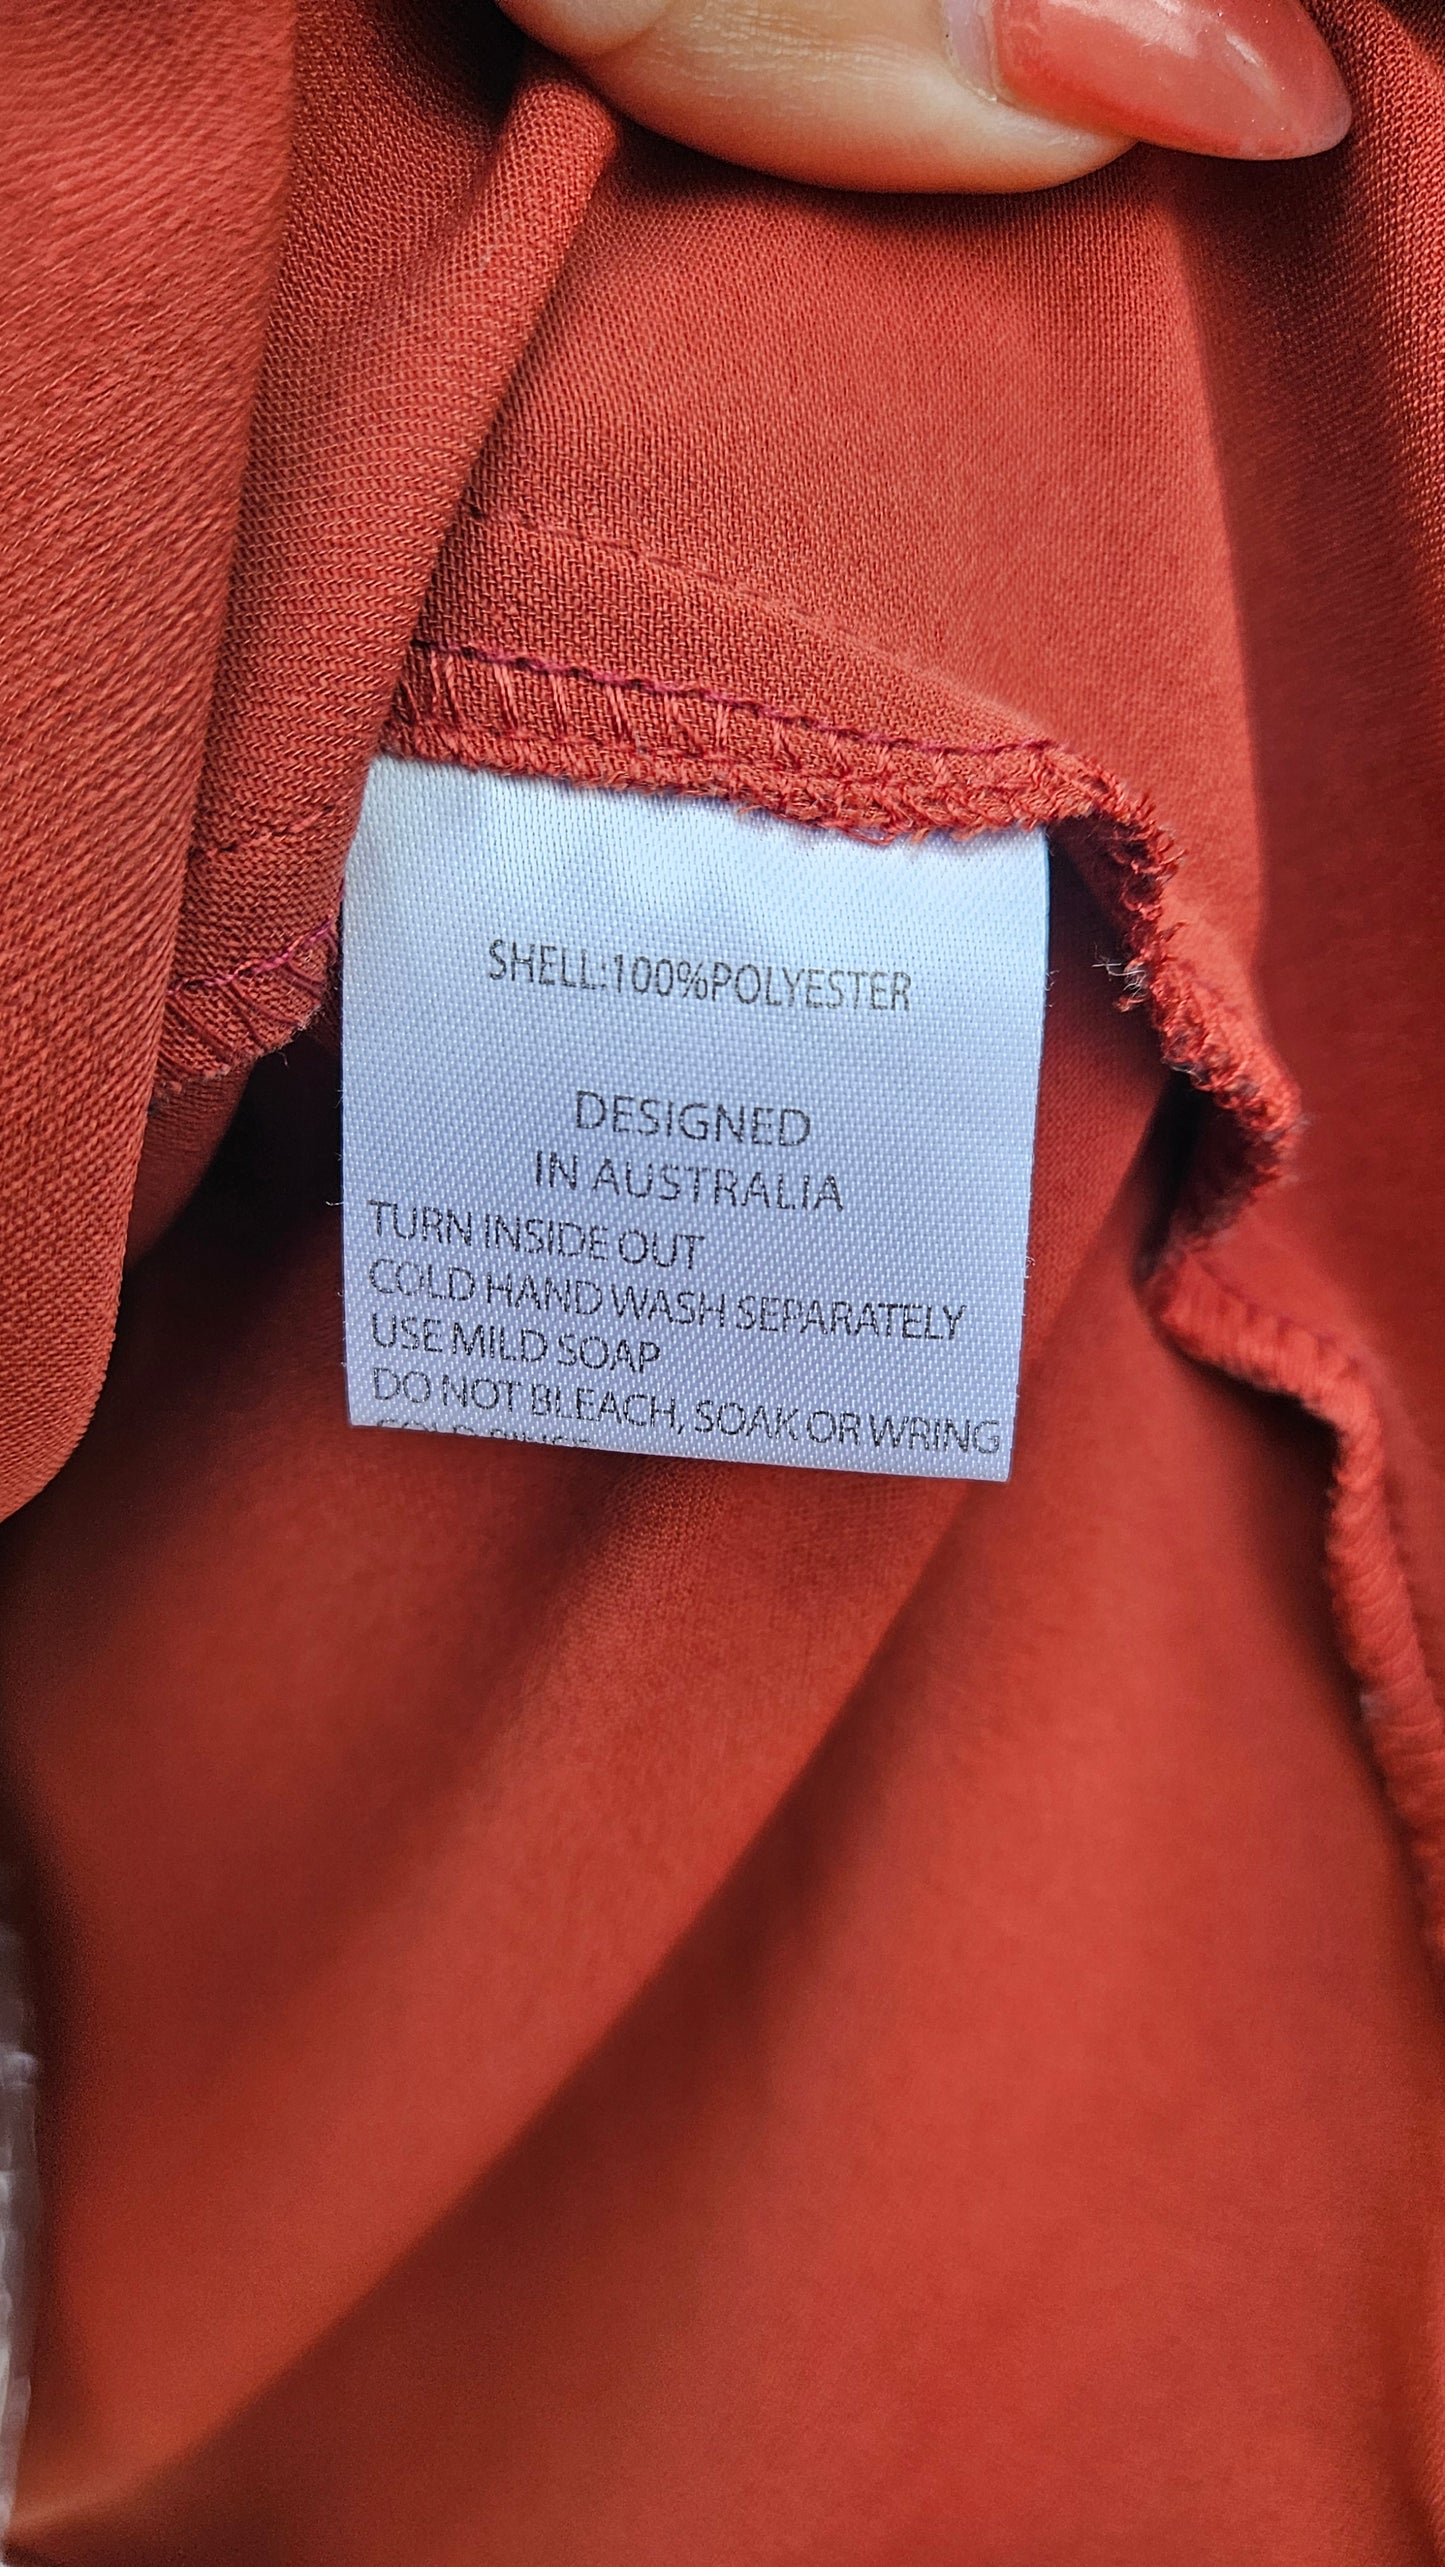 SHELL:100%POLYESTER
DESIGNED
IN AUSTRALIA
TURN INSIDE OUT
COLD HAND WASH SEPARATELY
USE MILD SOAP
DO NOT BLEACH, SOAK OR WRING